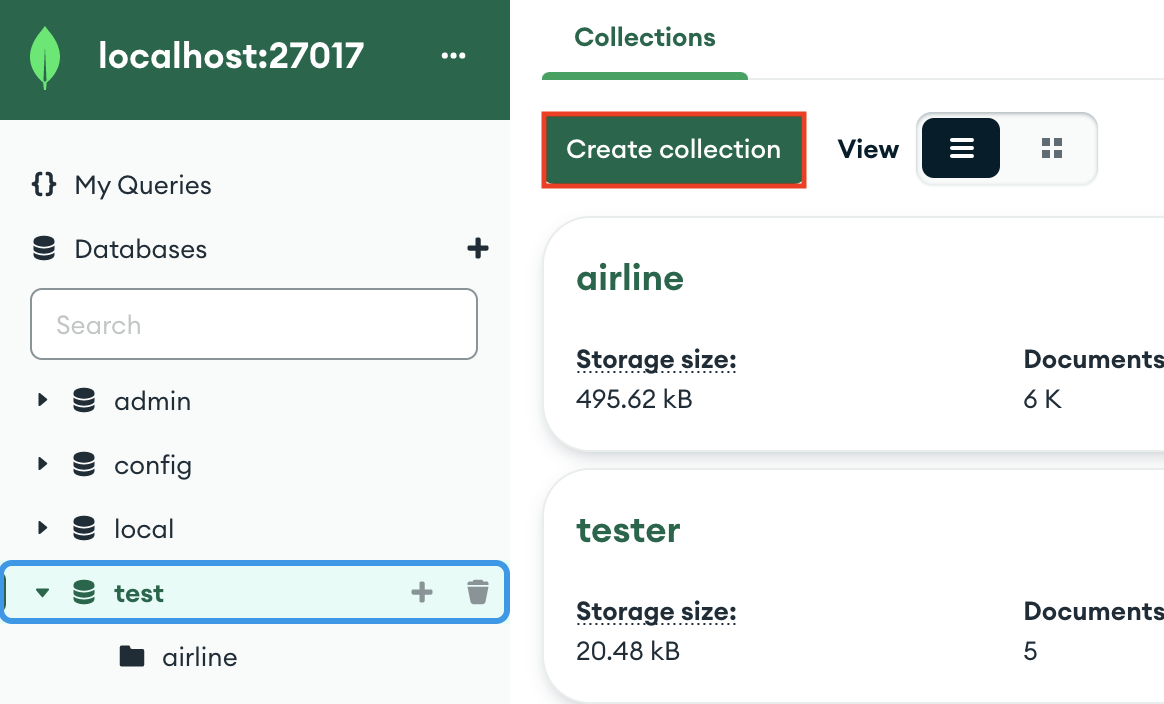 localhost:27017
My Queries
Databases
Search
admin
config
local
test
airline
Collections
Create collection
View
airline
Storage size:
Documents
495.62 kB
6 K
tester
Storage size:
Documents
20.48 kB
5